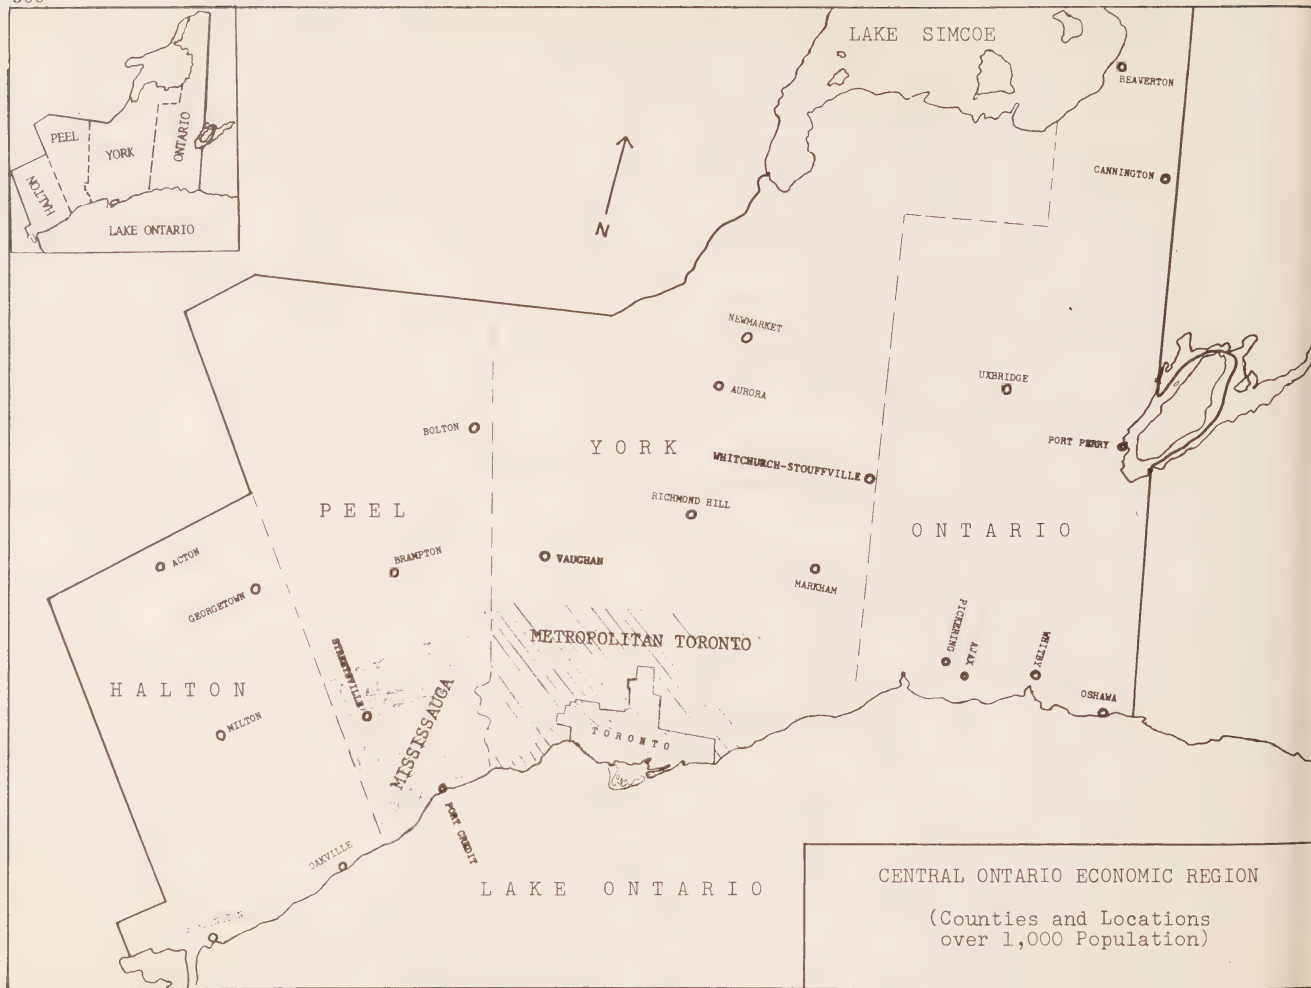 LAKE SIMCOE
BEAVERTON
CANNINGTON
PEEL
YORK
ONTARIO
HALTON
LAKE ONTARIO
N
NEWMARKET
AURORA
UXBRIDGE
BOLTON
YORK
PORT PERRY
WHITCHURCH-STOUFFVILLE
RICHMOND HILL
PEEL
ONTARIO
ACTON
BRAMPTON
VAUGHAN
GEORGETOWN
MARKHAM
PICKERING
AJAX
WHITBY
METROPOLITAN TORONTO
STREETSVILLE
HALTON
MISSISSAUGA
OSHAWA
MILTON
TORONTO
PORT CREDIT
OAKVILLE
LAKE ONTARIO
CENTRAL ONTARIO ECONOMIC REGION
(Counties and Locations
over 1,000 Population)